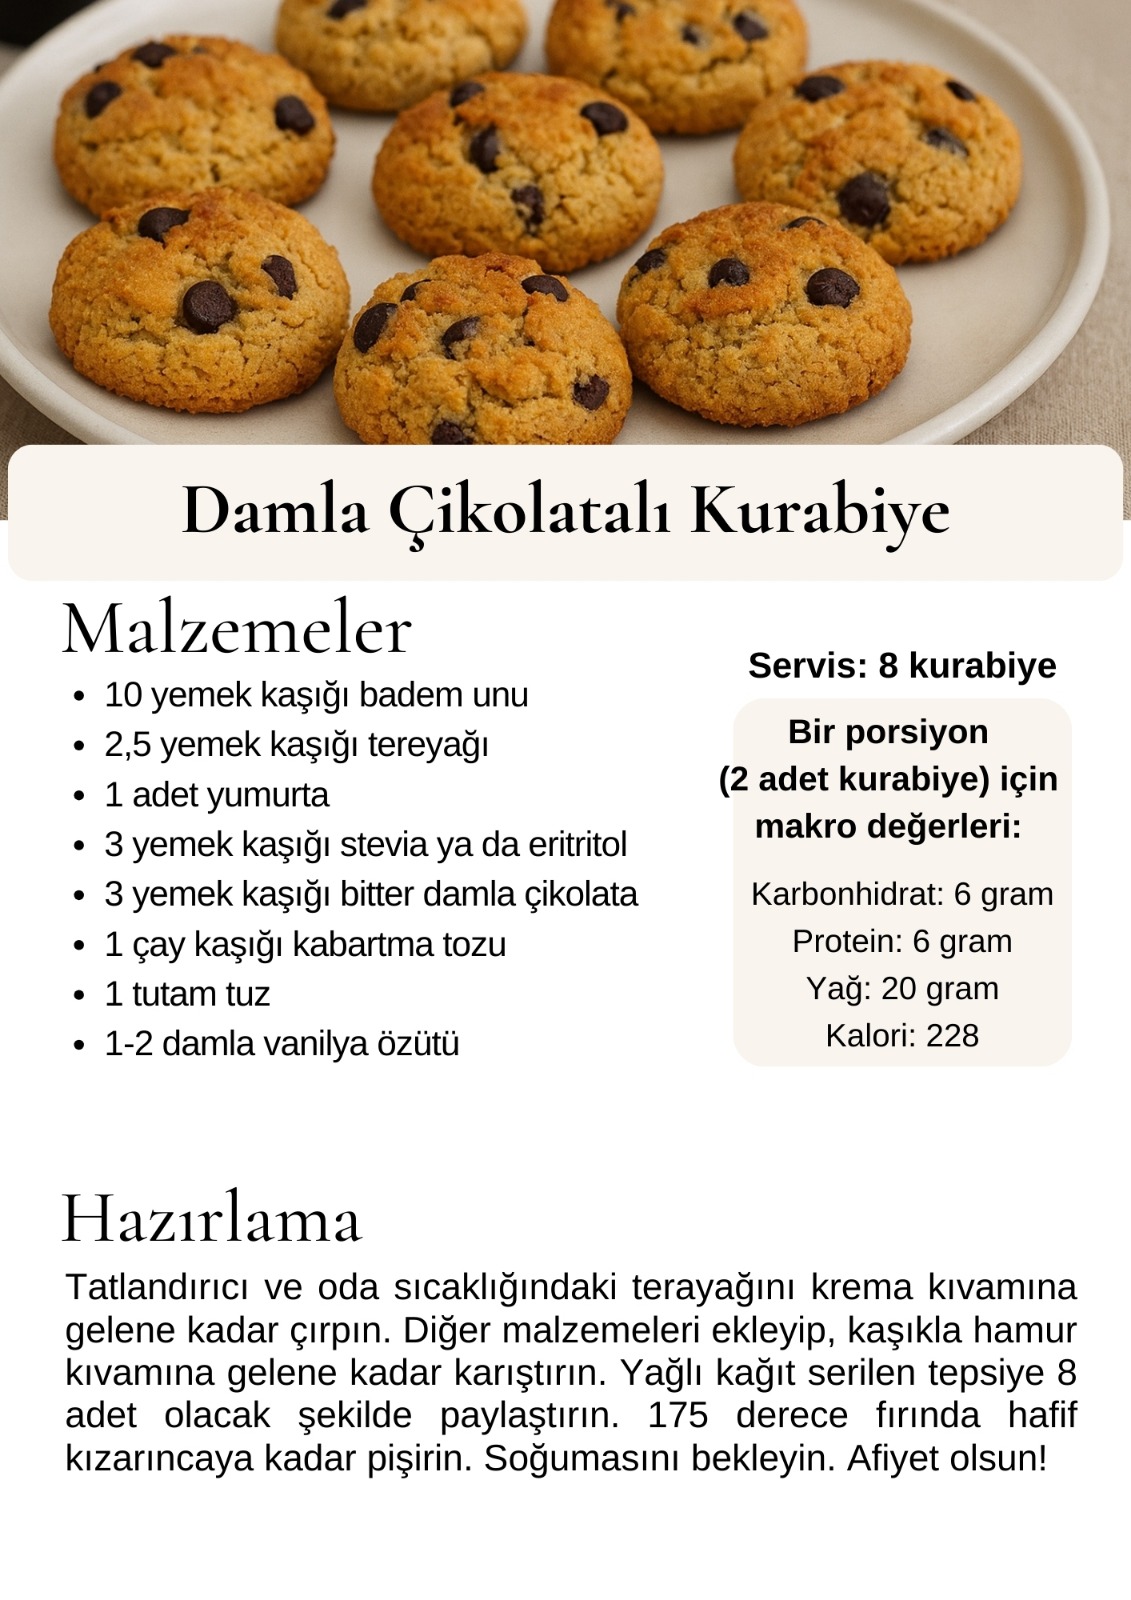 Damla Çikolatalı Kurabiye
Malzemeler
10 yemek kaşığı badem unu
2,5 yemek kaşığı tereyağı
1 adet yumurta
3 yemek kaşığı stevia ya da eritritol
3 yemek kaşığı bitter damla çikolata
1 çay kaşığı kabartma tozu
1 tutam tuz
1-2 damla vanilya özütü
Servis: 8 kurabiye
Bir porsiyon
(2 adet kurabiye) için
makro değerleri:
Karbonhidrat: 6 gram
Protein: 6 gram
Yağ: 20 gram
Kalori: 228
Hazırlama
Tatlandırıcı ve oda sıcaklığındaki terayağını krema kıvamına
gelene kadar çırpın. Diğer malzemeleri ekleyip, kaşıkla hamur
kıvamına gelene kadar karıştırın. Yağlı kağıt serilen tepsiye 8
adet olacak şekilde paylaştırın. 175 derece fırında hafif
kızarıncaya kadar pişirin. Soğumasını bekleyin. Afiyet olsun!